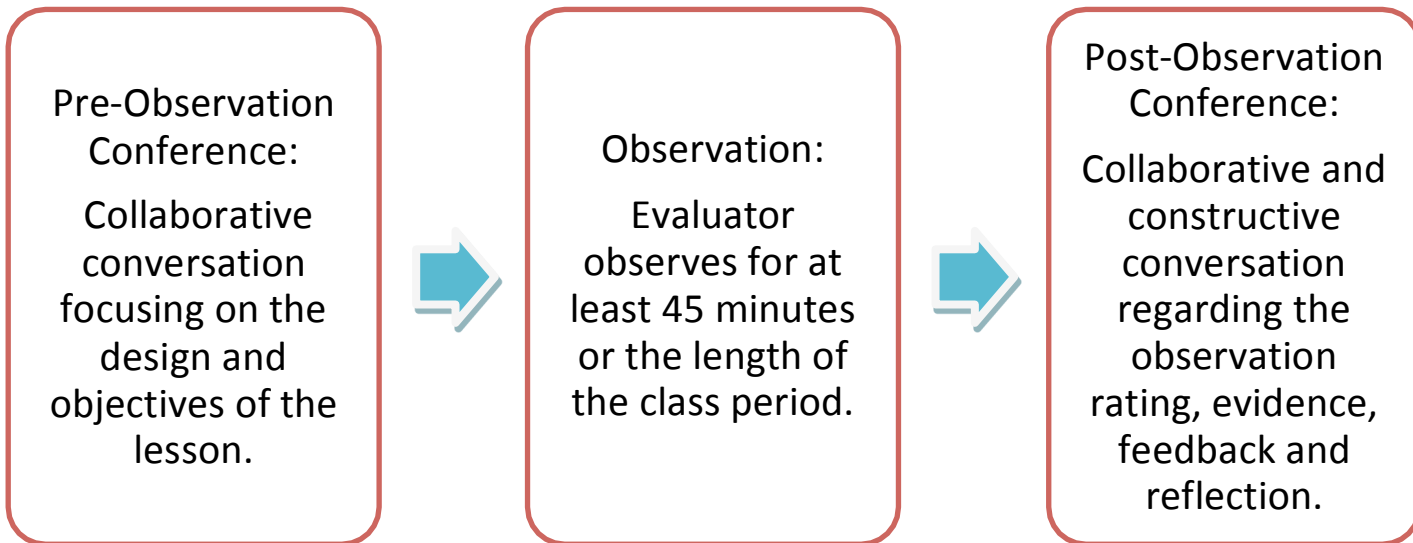 Pre-Observation
Conference:
Collaborative
conversation
focusing on the
design and
objectives of the
lesson.
Observation:
Evaluator
observes for at
least 45 minutes
or the length of
the class period.
Post-Observation
Conference:
Collaborative and
constructive
conversation
regarding the
observation
rating, evidence,
feedback and
reflection.